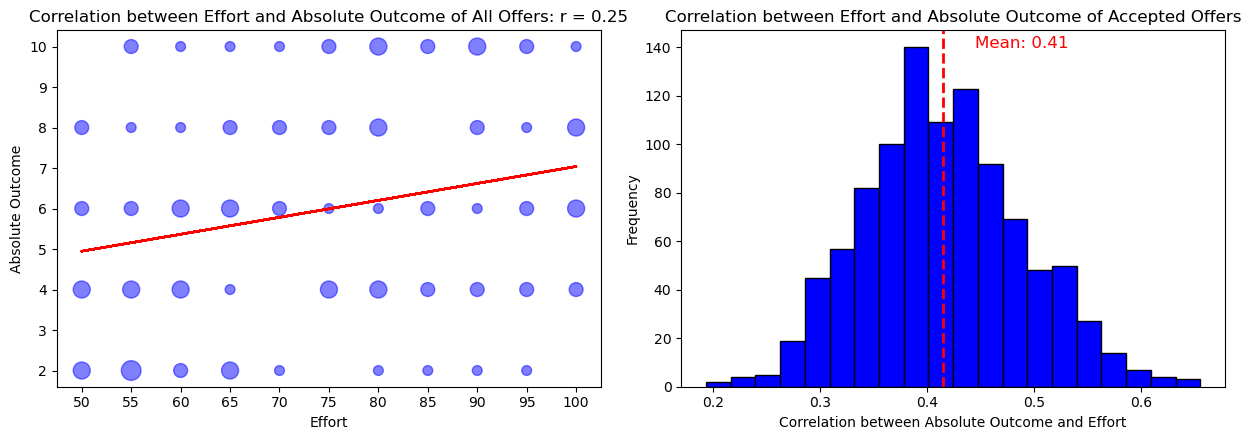 Correlation between Effort and Absolute Outcome of All Offers: r = 0.25
10
9
8
7
6
5
4
3
2
Absolute Outcome
50 55 60 65 70 75 80 85 90 95 100
Effort
Correlation between Effort and Absolute Outcome of Accepted Offers
Mean: 0.41
140
120
100
80
60
40
20
0
Frequency
0.2 0.3 0.4 0.5 0.6
Correlation between Absolute Outcome and Effort